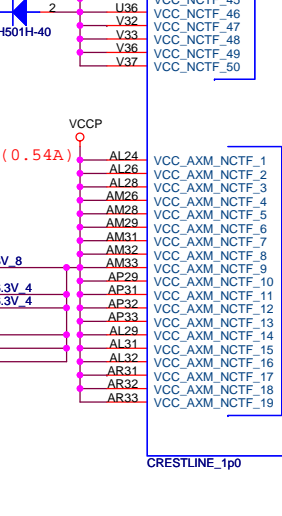 VCC_NCTF_45
2 U36 VCC_NCTF_46
H501H-40 V32 VCC_NCTF_47
V33 VCC_NCTF_48
V36 VCC_NCTF_49
V37 VCC_NCTF_50
VCCP
(0.54A)
AL24 VCC_AXM_NCTF_1
AL26 VCC_AXM_NCTF_2
AL28 VCC_AXM_NCTF_3
AM26 VCC_AXM_NCTF_4
AM28 VCC_AXM_NCTF_5
AM29 VCC_AXM_NCTF_6
AM31 VCC_AXM_NCTF_7
AM32 VCC_AXM_NCTF_8
V_8 AM33 VCC_AXM_NCTF_9
AP29 VCC_AXM_NCTF_10
.3V_4 AP31 VCC_AXM_NCTF_11
.3V_4 AP32 VCC_AXM_NCTF_12
AP33 VCC_AXM_NCTF_13
AL29 VCC_AXM_NCTF_14
AL31 VCC_AXM_NCTF_15
AL32 VCC_AXM_NCTF_16
AR31 VCC_AXM_NCTF_17
AR32 VCC_AXM_NCTF_18
AR33 VCC_AXM_NCTF_19
CRESTLINE_1p0